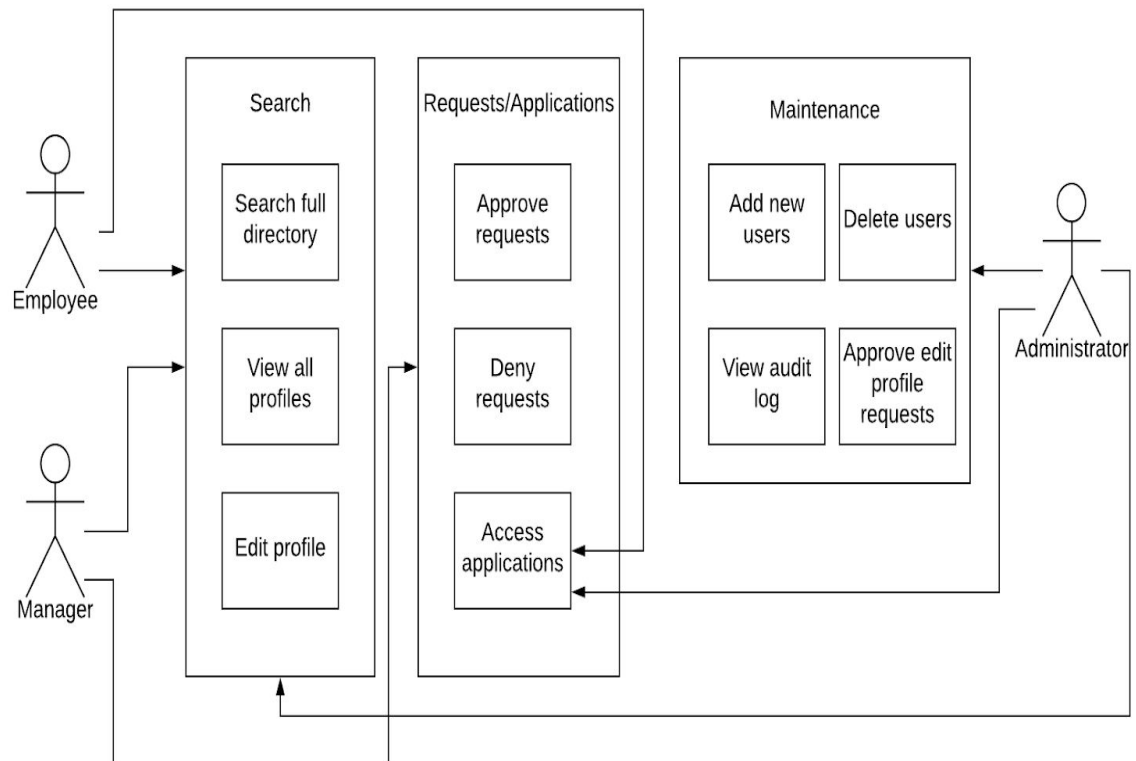 Search
Search full
directory
View all
profiles
Edit profile
Requests/Applications
Approve
requests
Deny
requests
Access
applications
Maintenance
Add new
users
Delete users
View audit
log
Approve edit
profile
requests
Employee
Manager
Administrator